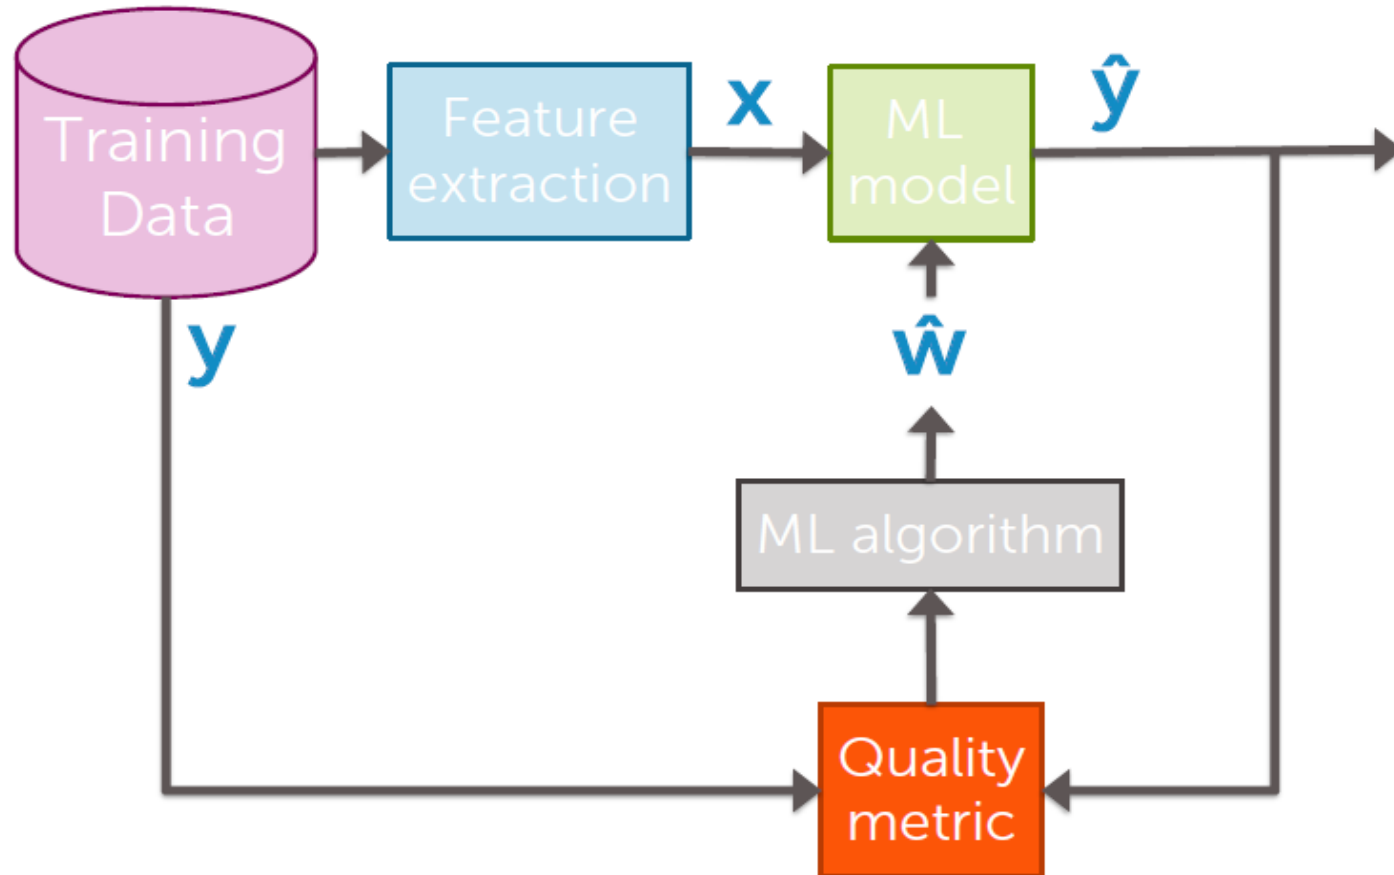 Training
Data
Feature
extraction
x
ML
model
ŷ
y
ŵ
ML algorithm
Quality
metric